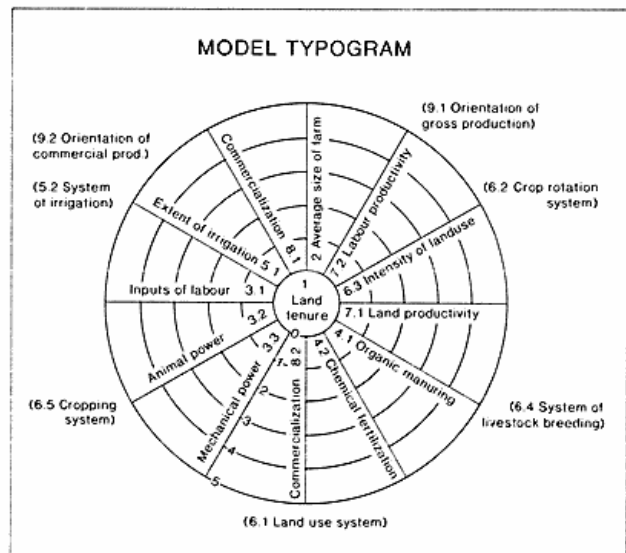 MODEL TYPOGRAM
(9.1 Orientation of
gross production)
(9.2 Orientation of
commercial prod.)
(5.2 System
of irrigation)
(6.2 Crop rotation
system)
Commercialization 8.1
2 Average size of farm
7.2 Labour productivity
Extent of irrigation 5.1
6.3 Intensity of landuse
Inputs of labour 3.1
1
Land
tenure
7.1 Land productivity
Animal power 3.2
4.1 Organic manuring
Mechanical power 3.3
Commercialization 8.2
4.2 Chemical fertilization
0
1
2
3
4
5
(6.5 Cropping
system)
(6.4 System of
livestock breeding)
(6.1 Land use system)